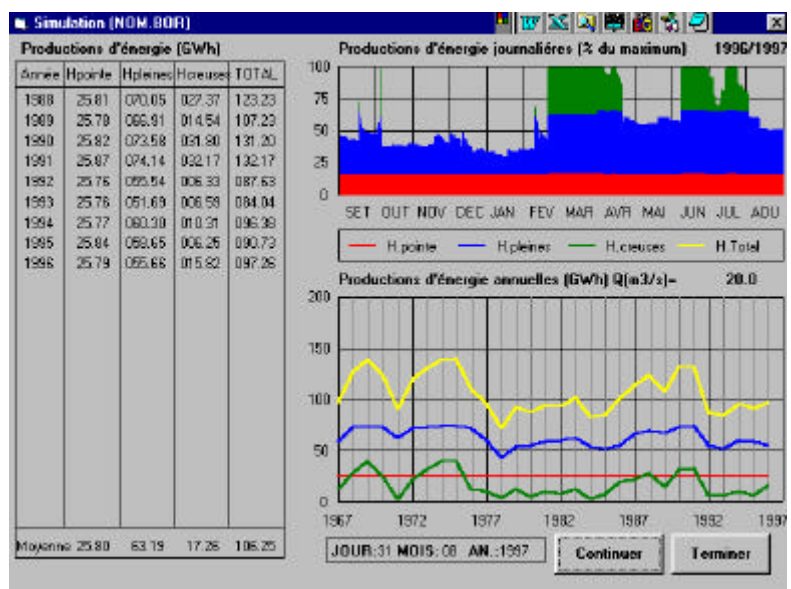 Simulation (NOM.BOR)
Productions d'énergie (GWh)
Année Hpointe Hpleines Hcreuses TOTAL
1988 25.81 070.05 027.37 123.23
1989 25.78 066.91 014.54 107.23
1990 25.82 073.58 031.80 131.20
1991 25.87 074.14 032.17 132.17
1992 25.76 055.54 006.33 087.63
1993 25.76 051.69 006.59 084.04
1994 25.77 060.30 010.31 096.38
1995 25.84 058.65 006.25 090.73
1996 25.79 055.66 015.82 097.26
Moyenne 25.80 63.19 17.26 106.25
Productions d'énergie journalières (% du maximum) 1996/1997
100
75
50
25
0
SET OUT NOV DEC JAN FEV MAR AVR MAI JUN JUL AOU
H.pointe H.pleines H.creuses H.Total
Productions d'énergie annuelles (GWh) Q(m3/s)= 20.0
200
150
100
50
0
1967 1972 1977 1982 1987 1992 1997
JOUR:31 MOIS: 08 AN.:1997
Continuer
Terminer